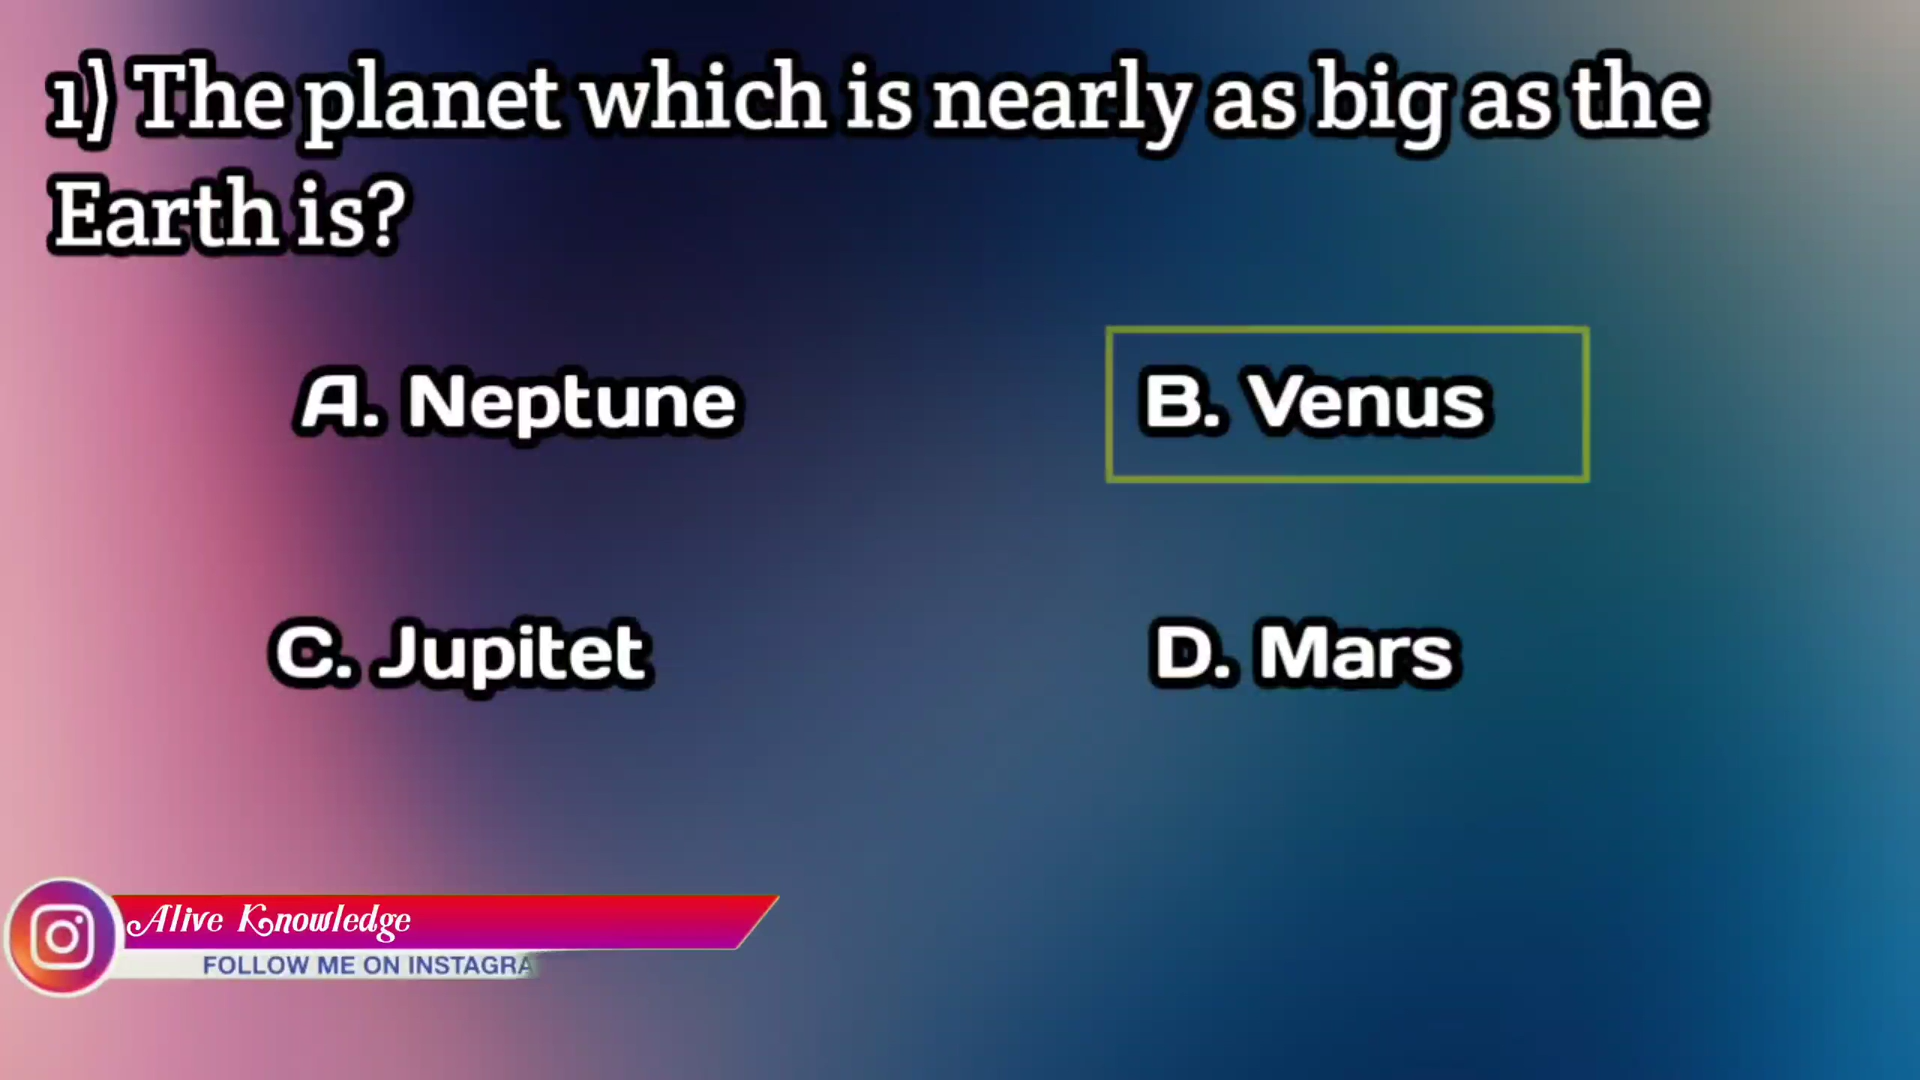 1) The planet which is nearly as big as the
Earth is?
A. Neptune
B. Venus
C. Jupitet
D. Mars
Alive Knowledge
FOLLOW ME ON INSTAGRA